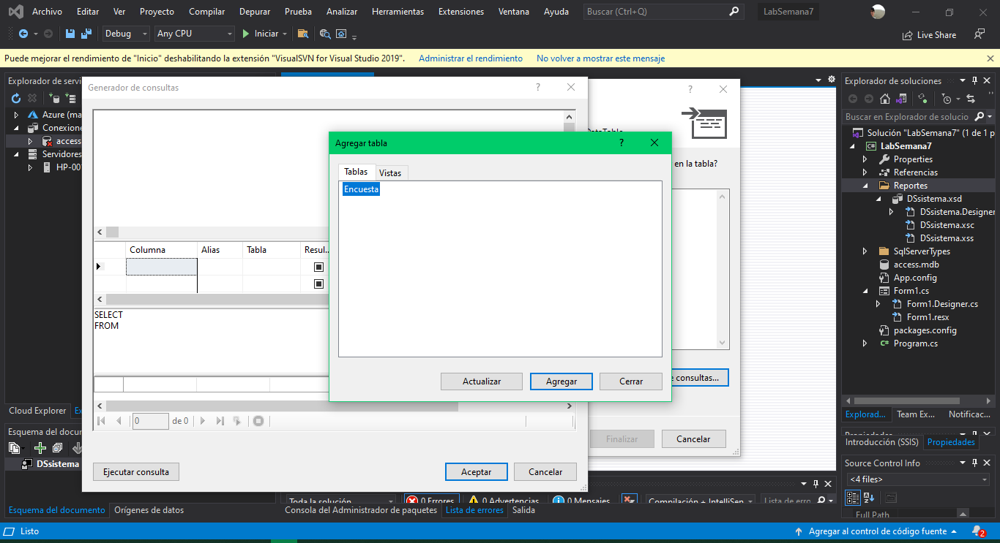 Archivo Editar Ver Proyecto Compilar Depurar Prueba Analizar Herramientas Extensiones Ventana Ayuda Buscar (Ctrl+Q) LabSemana7
Debug Any CPU Iniciar Live Share
Puede mejorar el rendimiento de "Inicio" deshabilitando la extensión "VisualSVN for Visual Studio 2019". Administrar el rendimiento No volver a mostrar este mensaje
Explorador de servi
Azure (ma
Conexione
access
Servidores
HP-00
Cloud Explorer Ex
Esquema del docur
DSsistema
Esquema del documento Orígenes de datos
Generador de consultas ?
Columna Alias Tabla Resul...
SELECT
FROM
0 de 0
Ejecutar consulta Aceptar Cancelar
Agregar tabla ?
Tablas Vistas
Encuesta
Actualizar Agregar Cerrar
?
DataTable
en la tabla?
e consultas...
Finalizar Cancelar
Toda la solución 0 Errores 0 Advertencias 0 Mensajes Compilación + IntelliSen Lista de erro
Consola del Administrador de paquetes Lista de errores Salida
Explorador de soluciones
Buscar en Explorador de solucio
Solución "LabSemana7" (1 de 1 p
LabSemana7
Properties
Referencias
Reportes
DSsistema.xsd
DSsistema.Designer
DSsistema.xsc
DSsistema.xss
SqlServerTypes
access.mdb
App.config
Form1.cs
Form1.Designer.cs
Form1.resx
packages.config
Program.cs
Explorad... Team Ex... Notificac...
Propiedades
Introducción (SSIS) Propiedades
Source Control Info
<4 files>
Full Path
Listo Agregar al control de código fuente 2